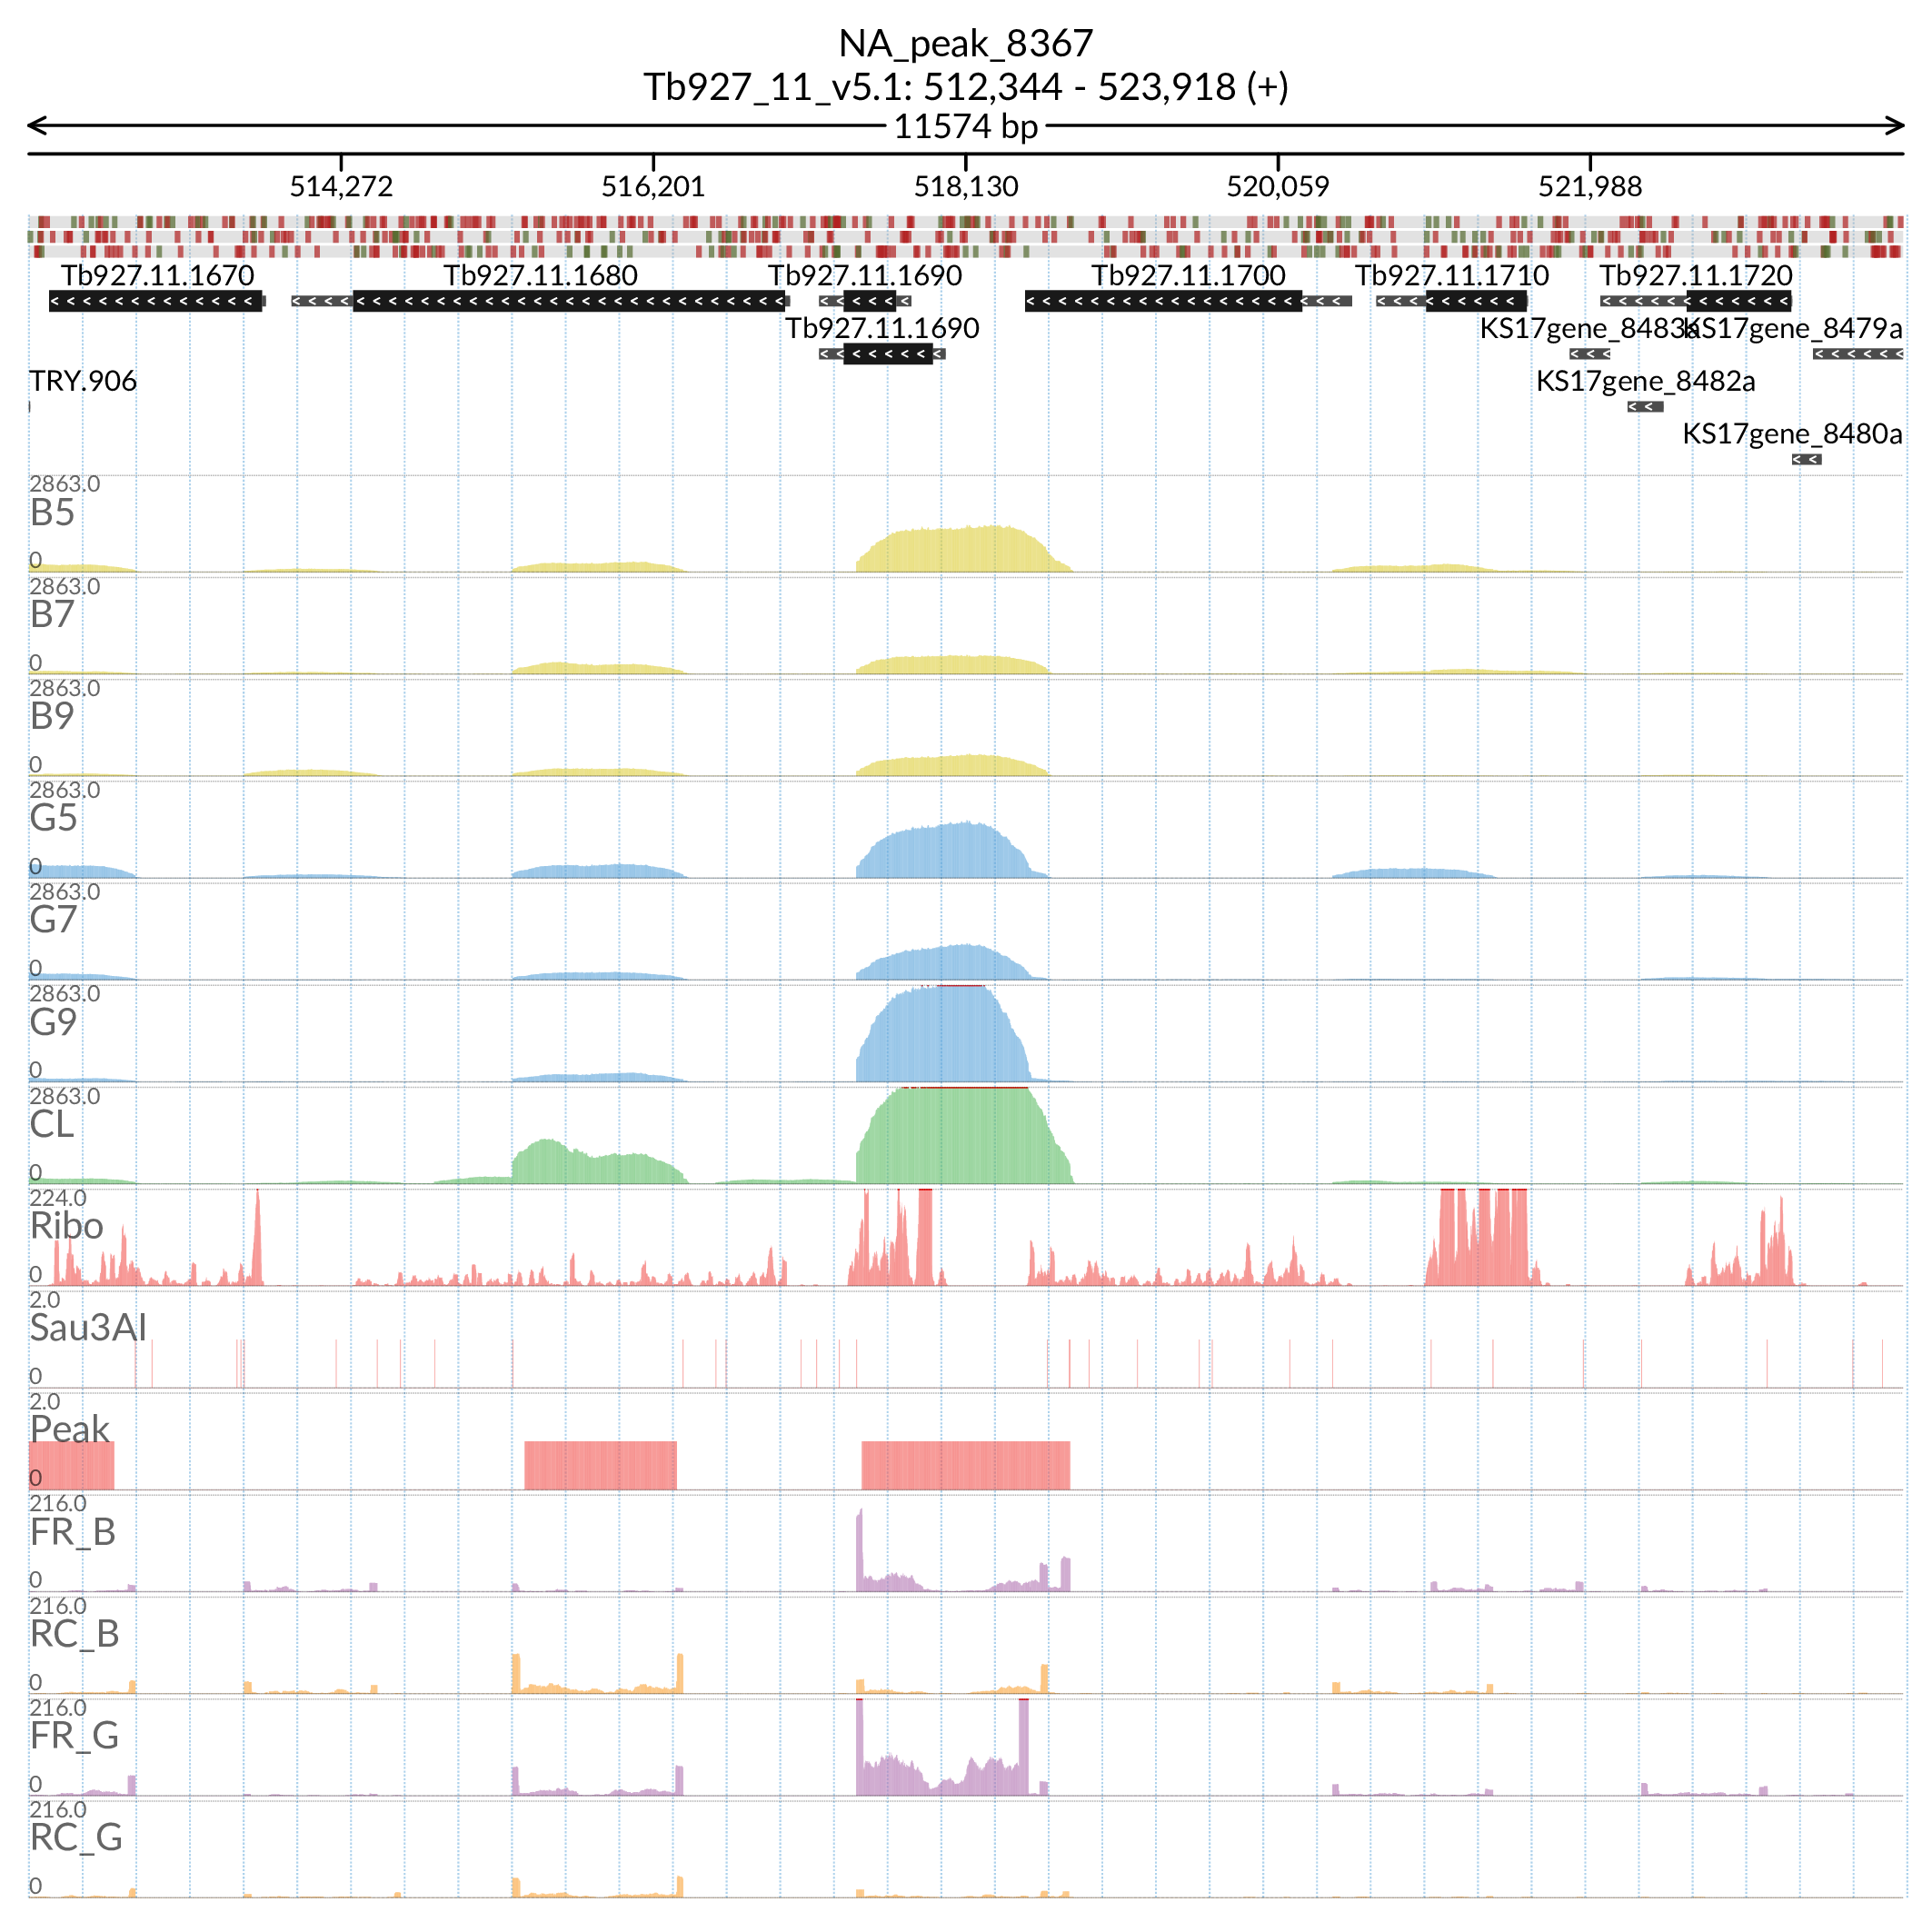 NA_peak_8367
Tb927_11_v5.1: 512,344 - 523,918 (+)
11574 bp
514,272 516,201 518,130 520,059 521,988
Tb927.11.1670 Tb927.11.1680 Tb927.11.1690 Tb927.11.1700 Tb927.11.1710 Tb927.11.1720
Tb927.11.1690 KS17gene_8483a KS17gene_8479a
TRY.906 KS17gene_8482a
KS17gene_8480a
2863.0
B5
0
2863.0
B7
0
2863.0
B9
0
2863.0
G5
0
2863.0
G7
0
2863.0
G9
0
2863.0
CL
0
224.0
Ribo
0
2.0
Sau3AI
0
2.0
Peak
0
216.0
FR_B
0
216.0
RC_B
0
216.0
FR_G
0
216.0
RC_G
0